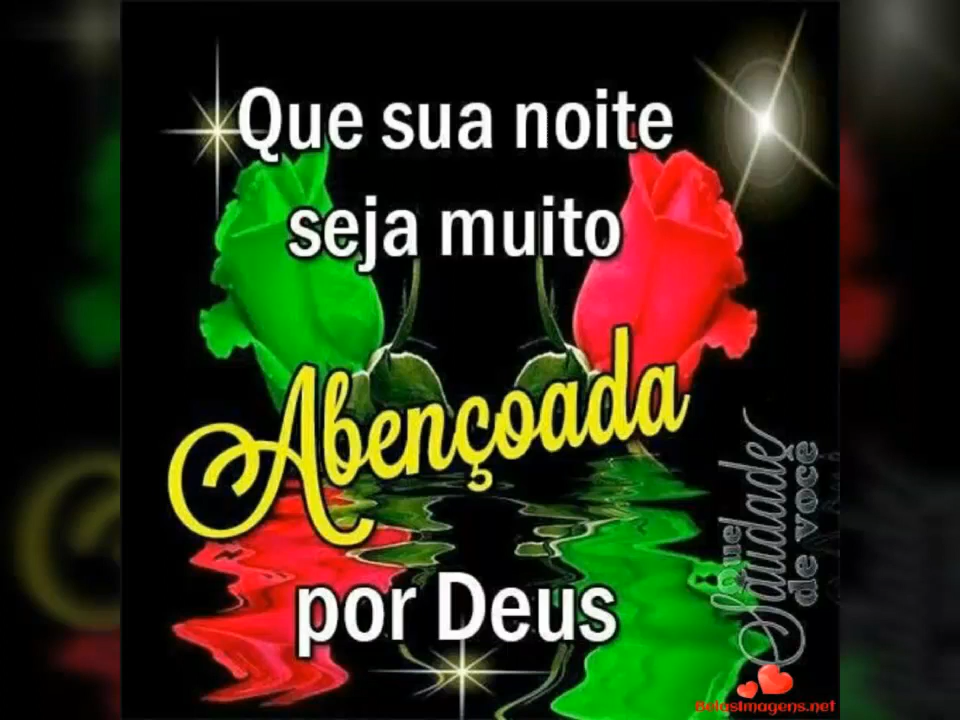 Que sua noite
seja muito
Abençoada
por Deus
Que
Saudade
de você
BelasImagens.net